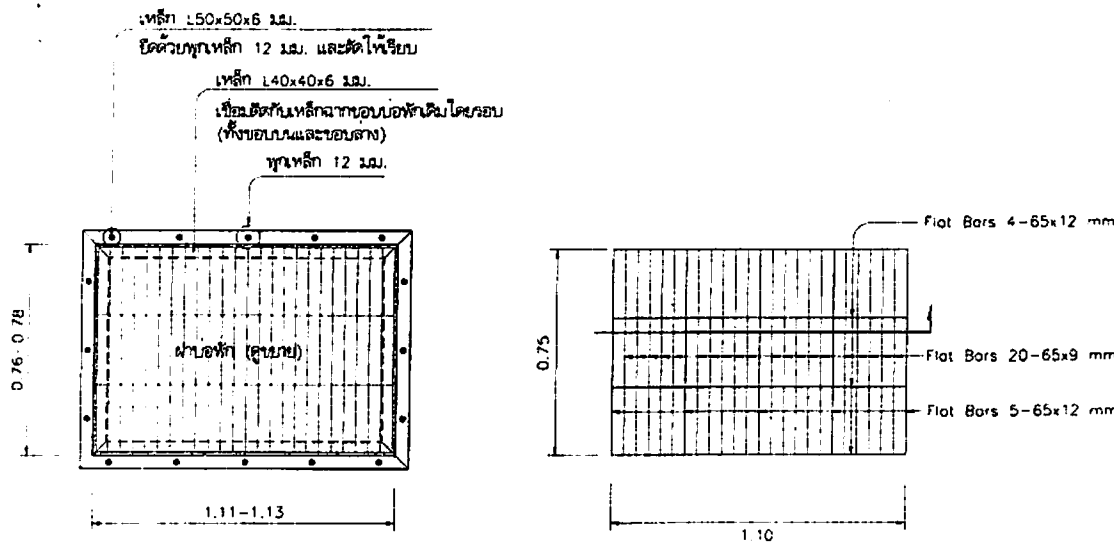 เหล็ก L50x50x6 มม.
ยึดด้วยพุกเหล็ก 12 มม. และตัดให้เรียบ
เหล็ก L40x40x6 มม.
เชื่อมติดกับเหล็กฉากขอบบ่อพักเดิมโดยรอบ
(ทั้งขอบบนและขอบล่าง)
พุกเหล็ก 12 มม.
0.76-0.78
ฝาบ่อพัก (ดูขยาย)
1.11-1.13
Flat Bars 4-65x12 mm
0.75
Flat Bars 20-65x9 mm
Flat Bars 5-65x12 mm
1.10